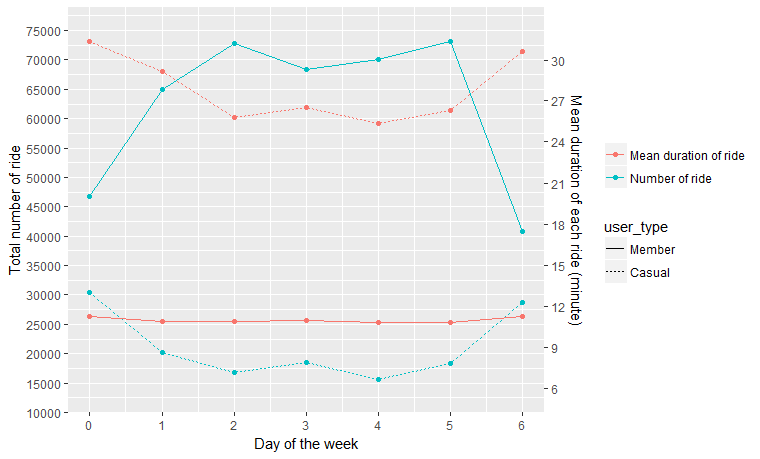 Total number of ride
75000
70000
65000
60000
55000
50000
45000
40000
35000
30000
25000
20000
15000
10000
0 1 2 3 4 5 6
Day of the week
30
27
24
21
18
15
12
9
6
Mean duration of each ride (minute)
Mean duration of ride
Number of ride
user_type
Member
Casual